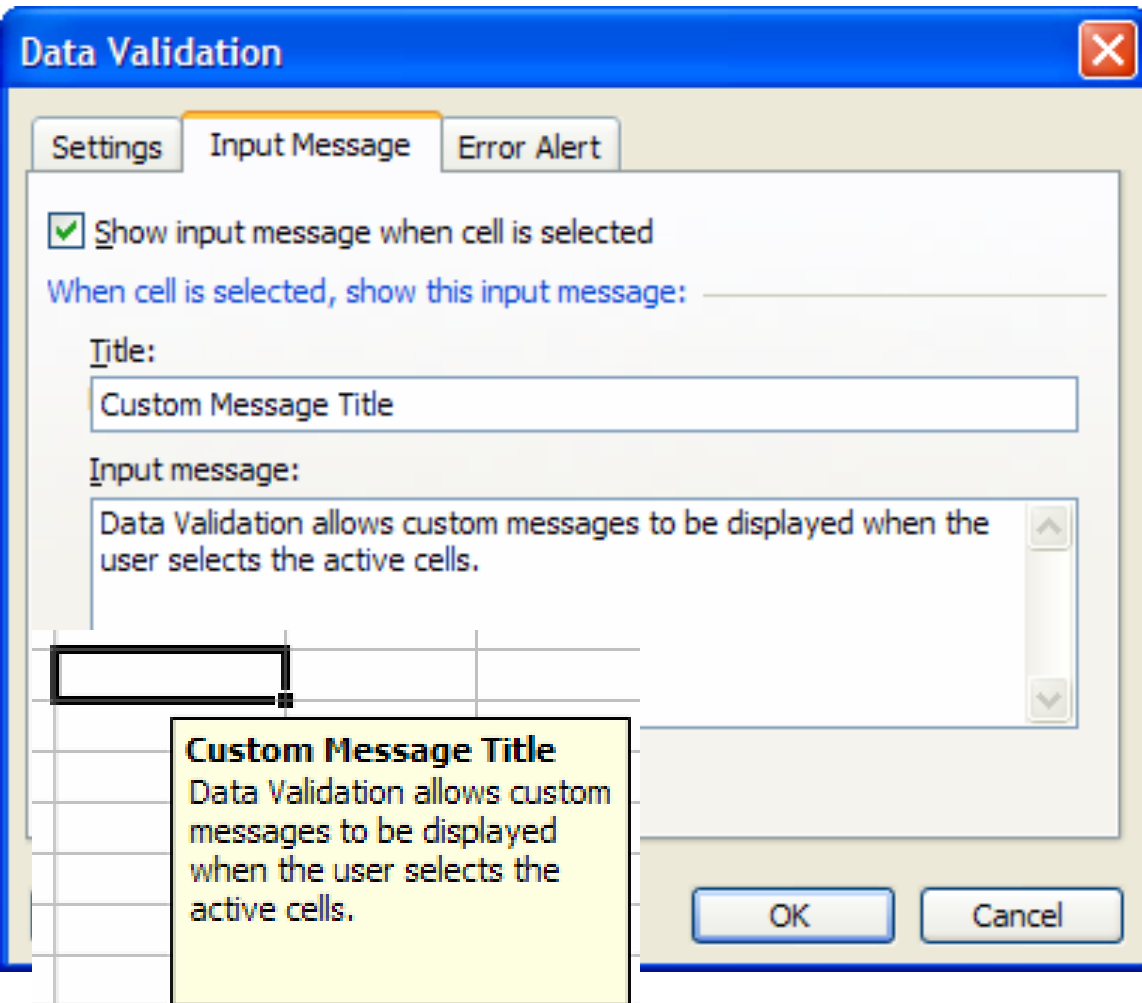 Data Validation
Settings
Input Message
Error Alert
Show input message when cell is selected
When cell is selected, show this input message:
Title:
Custom Message Title
Input message:
Data Validation allows custom messages to be displayed when the
user selects the active cells.
Custom Message Title
Data Validation allows custom
messages to be displayed
when the user selects the
active cells.
OK
Cancel